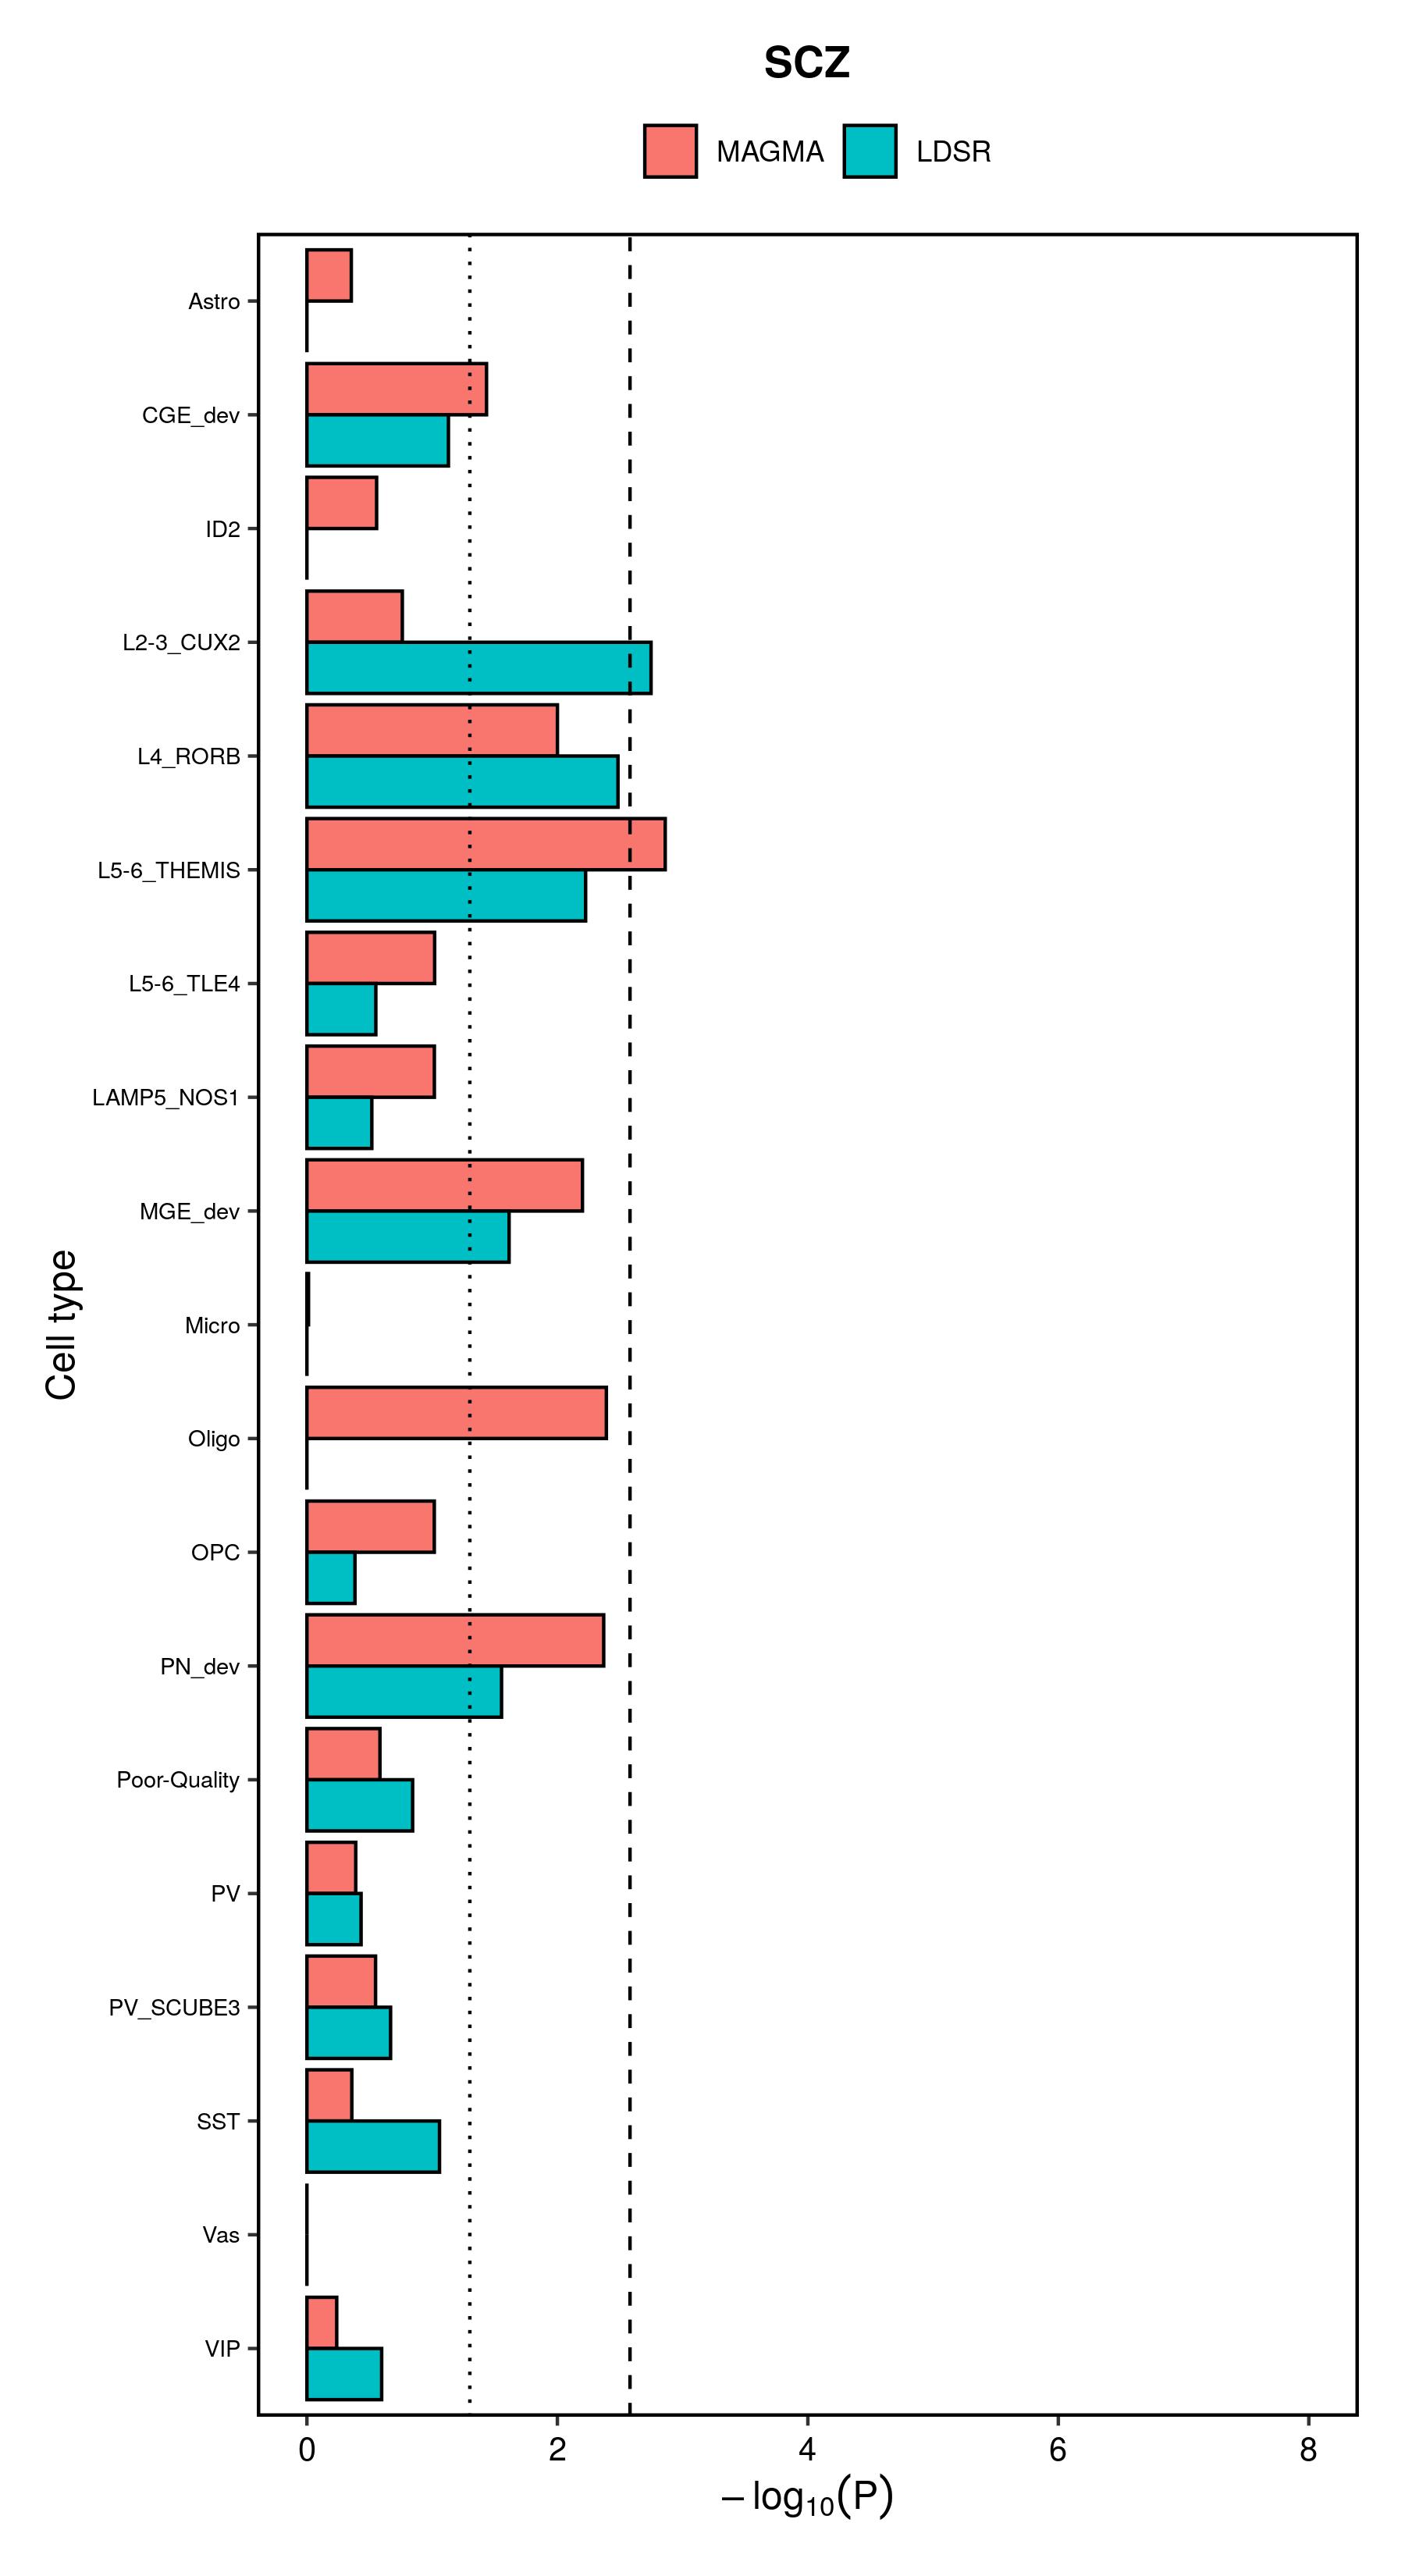 SCZ
MAGMA LDSR
Astro
CGE_dev
ID2
L2-3_CUX2
L4_RORB
L5-6_THEMIS
L5-6_TLE4
LAMP5_NOS1
MGE_dev
Micro
Oligo
OPC
PN_dev
Poor-Quality
PV
PV_SCUBE3
SST
Vas
VIP
Cell type
0 2 4 6 8
− log10(P)